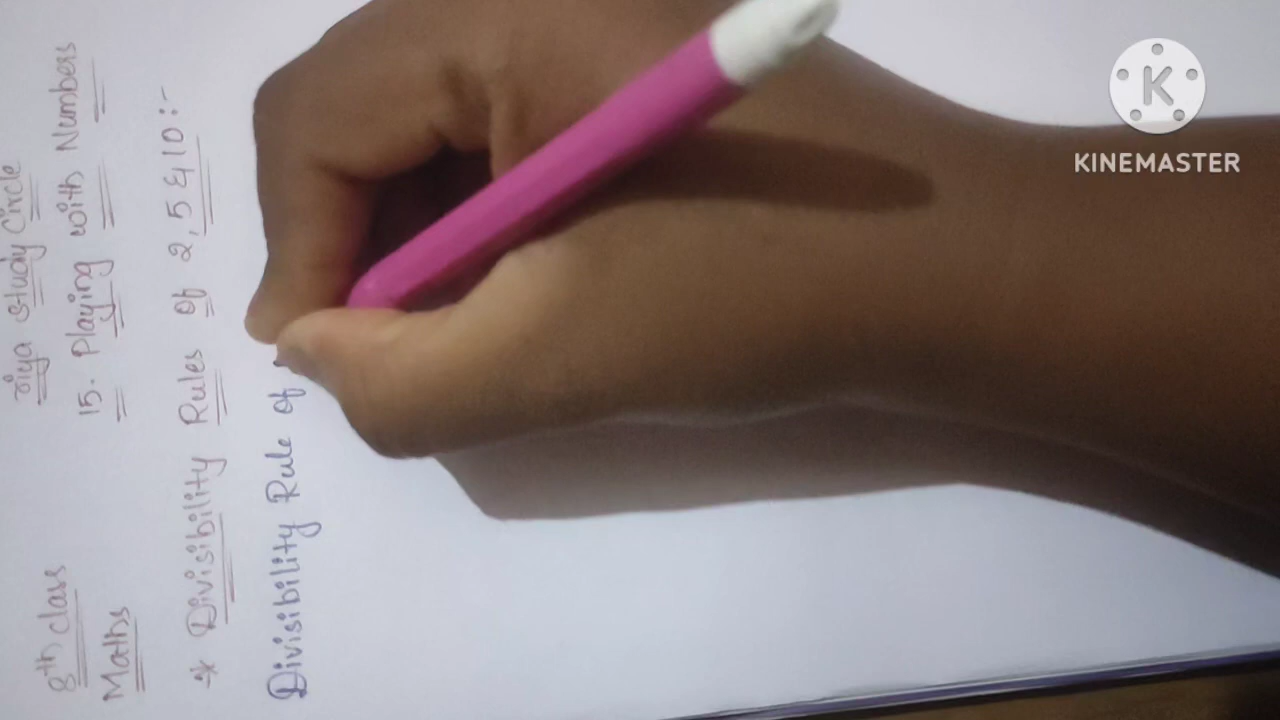 riya study Circle
8th class
15. Playing with Numbers
Maths
* Divisibility Rules of 2, 5 & 10:-
Divisibility Rule of
KINEMASTER